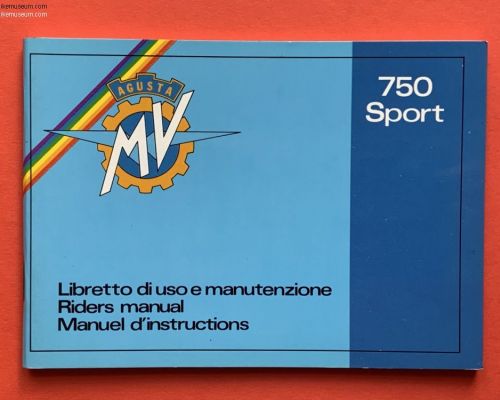 ikemuseum.com
ikemuseum.com
AGUSTA
MV
750
Sport
Libretto di uso e manutenzione
Riders manual
Manuel d'instructions